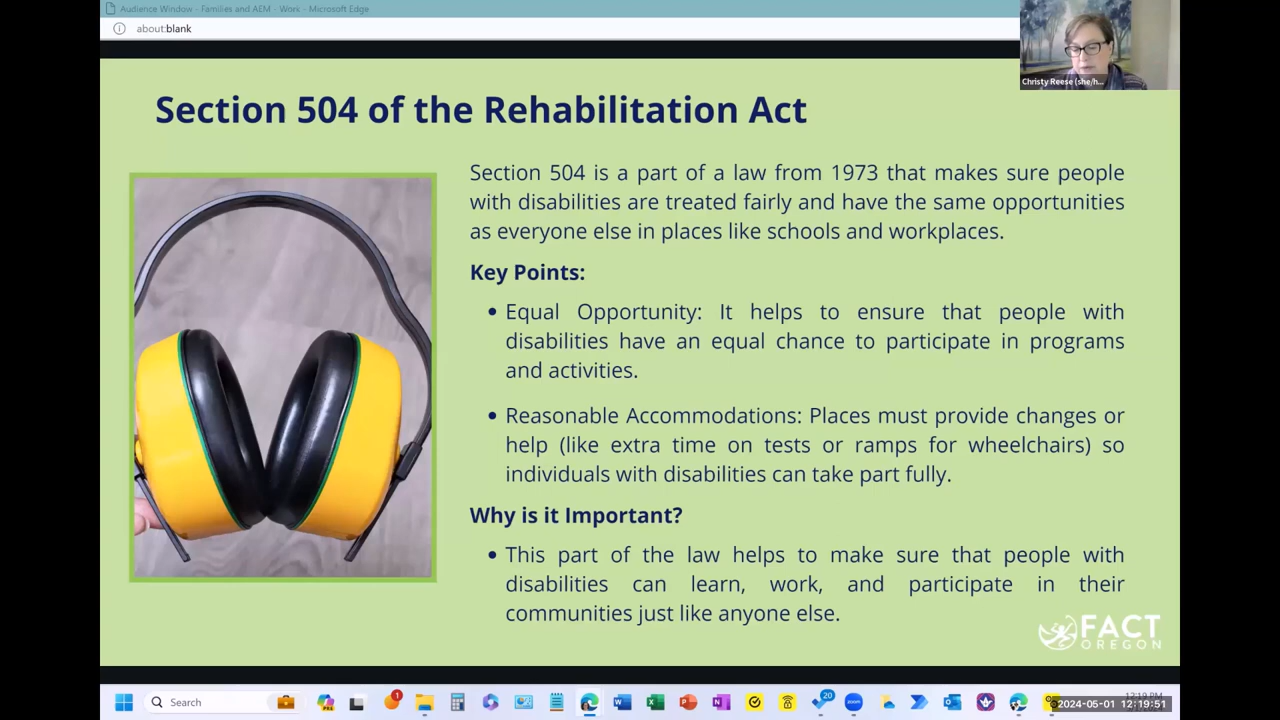 Audience Window - Families and AEM - Work - Microsoft Edge
about:blank
Christy Reese (she/h...
Section 504 of the Rehabilitation Act
Section 504 is a part of a law from 1973 that makes sure people
with disabilities are treated fairly and have the same opportunities
as everyone else in places like schools and workplaces.
Key Points:
• Equal Opportunity: It helps to ensure that people with
disabilities have an equal chance to participate in programs
and activities.
• Reasonable Accommodations: Places must provide changes or
help (like extra time on tests or ramps for wheelchairs) so
individuals with disabilities can take part fully.
Why is it Important?
• This part of the law helps to make sure that people with
disabilities can learn, work, and participate in their
communities just like anyone else.
FACT
OREGON
Search
1
20
zoom
12:19 PM
2024-05-01 12:19:51